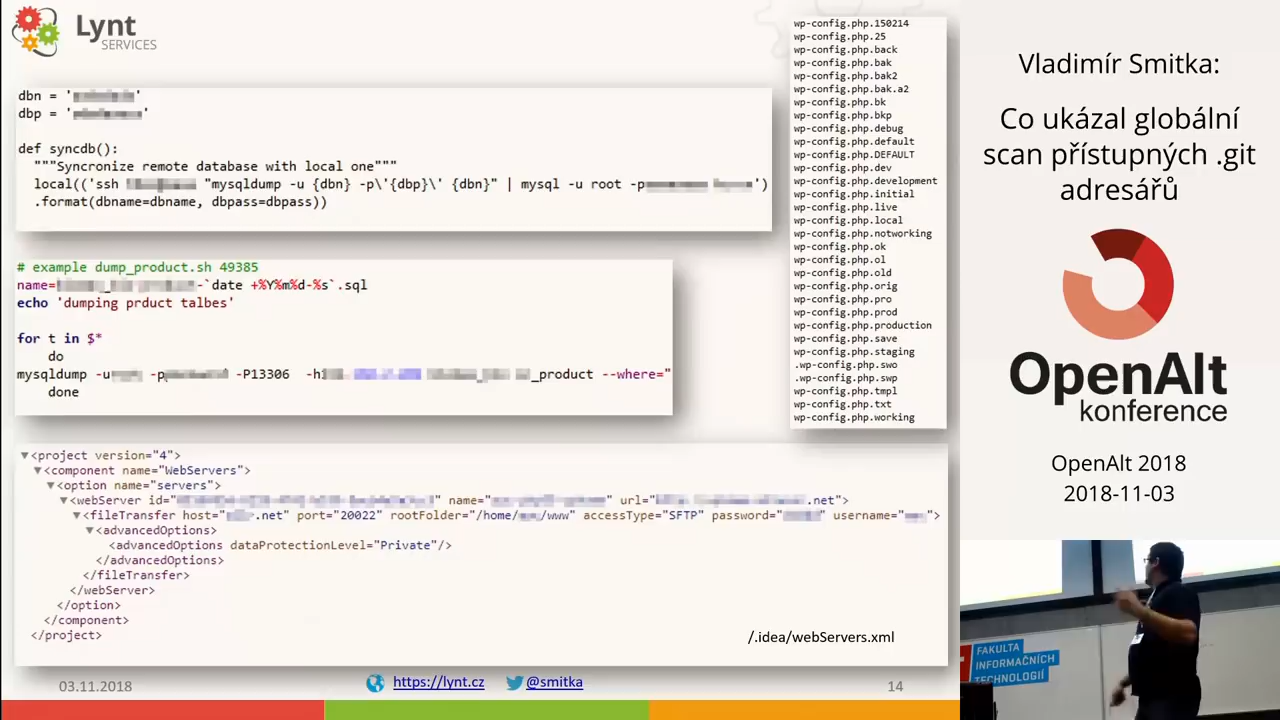 Lynt
SERVICES
dbn = '
dbp = '
def syncdb():
"""Syncronize remote database with local one"""
local(('ssh "mysqldump -u {dbn} -p\'{dbp}\' {dbn}" | mysql -u root -p ')
.format(dbname=dbname, dbpass=dbpass))
# example dump_product.sh 49385
name= -`date +%Y%m%d-%s`.sql
echo 'dumping prduct talbes'
for t in $*
do
mysqldump -u -p -P13306 -h _product --where="
done
<project version="4">
<component name="WebServers">
<option name="servers">
<webServer id=" " name=" " url=" .net">
<fileTransfer host=" .net" port="20022" rootFolder="/home/ /www" accessType="SFTP" password=" " username=" ">
<advancedOptions>
<advancedOptions dataProtectionLevel="Private"/>
</advancedOptions>
</fileTransfer>
</webServer>
</option>
</component>
</project>
/.idea/webServers.xml
wp-config.php.150214
wp-config.php.25
wp-config.php.back
wp-config.php.bak
wp-config.php.bak2
wp-config.php.bak.a2
wp-config.php.bk
wp-config.php.bkp
wp-config.php.debug
wp-config.php.default
wp-config.php.DEFAULT
wp-config.php.dev
wp-config.php.development
wp-config.php.initial
wp-config.php.live
wp-config.php.local
wp-config.php.notworking
wp-config.php.ok
wp-config.php.ol
wp-config.php.old
wp-config.php.orig
wp-config.php.pro
wp-config.php.prod
wp-config.php.production
wp-config.php.save
wp-config.php.staging
.wp-config.php.swo
.wp-config.php.swp
wp-config.php.tmpl
wp-config.php.txt
wp-config.php.working
03.11.2018
https://lynt.cz
@smitka
14
Vladimír Smitka:
Co ukázal globální
scan přístupných .git
adresářů
OpenAlt
konference
OpenAlt 2018
2018-11-03
FAKULTA
INFORMAČNÍCH
TECHNOLOGIÍ